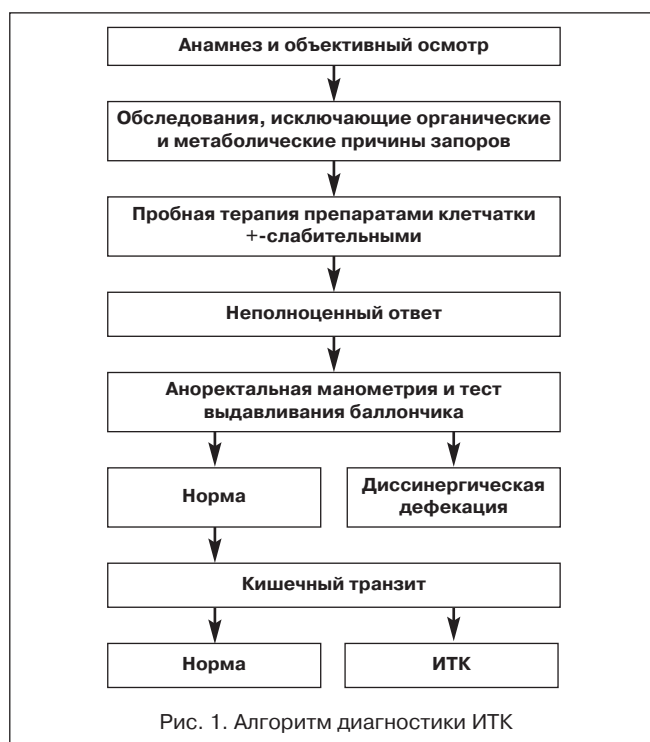 Анамнез и объективный осмотр
Обследования, исключающие органические
и метаболические причины запоров
Пробная терапия препаратами клетчатки
+-слабительными
Неполноценный ответ
Аноректальная манометрия и тест
выдавливания баллончика
Норма
Диссинергическая
дефекация
Кишечный транзит
Норма
ИТК
Рис. 1. Алгоритм диагностики ИТК